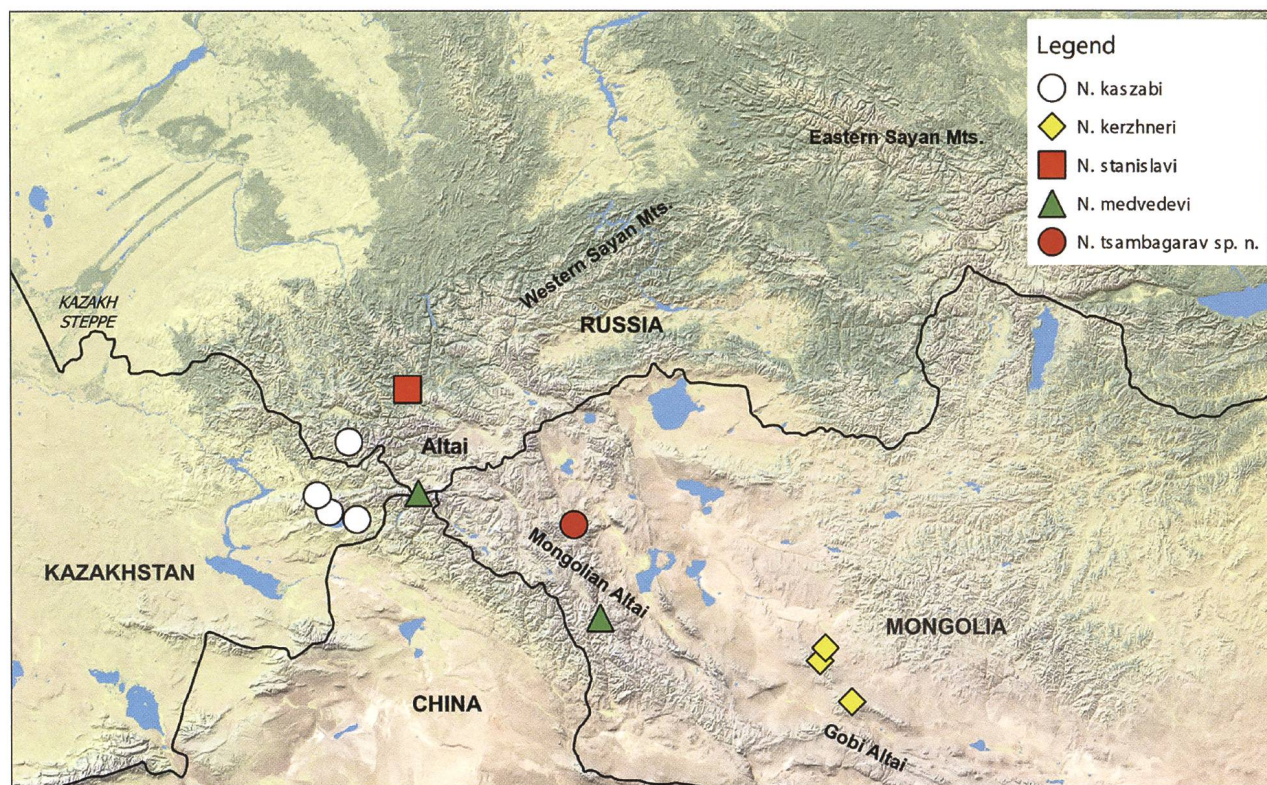 Legend
N. kaszabi
N. kerzhneri
N. stanislavi
N. medvedevi
N. tsambagarav sp. n.
Eastern Sayan Mts.
Western Sayan Mts.
KAZAKH
STEPPE
RUSSIA
Altai
Mongolian Altai
KAZAKHSTAN
MONGOLIA
CHINA
Gobi Altai